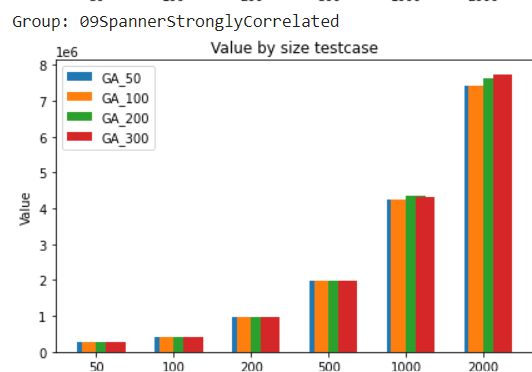 Group: 09SpannerStronglyCorrelated
Value by size testcase
1e6
GA_50
GA_100
GA_200
GA_300
8
7
6
5
4
3
2
1
0
Value
50 100 200 500 1000 2000